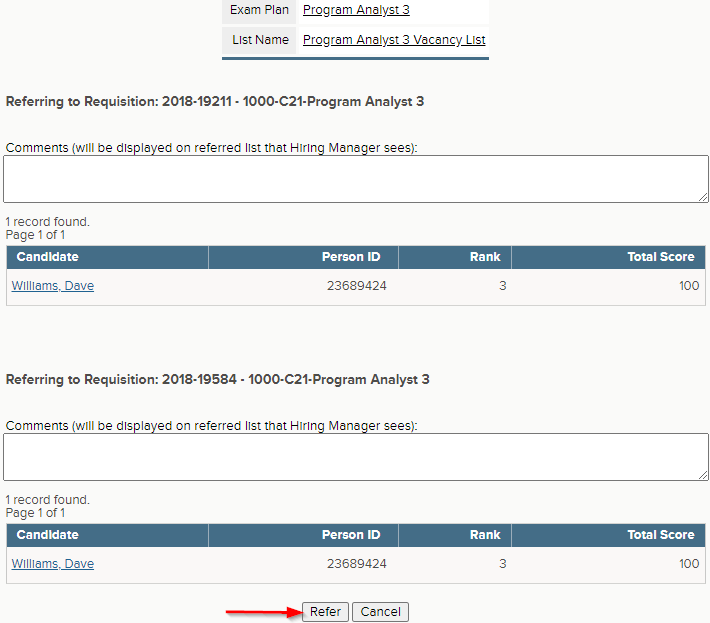 Exam Plan Program Analyst 3
List Name Program Analyst 3 Vacancy List
Referring to Requisition: 2018-19211 - 1000-C21-Program Analyst 3
Comments (will be displayed on referred list that Hiring Manager sees):
1 record found.
Page 1 of 1
Candidate Person ID Rank Total Score
Williams, Dave 23689424 3 100
Referring to Requisition: 2018-19584 - 1000-C21-Program Analyst 3
Comments (will be displayed on referred list that Hiring Manager sees):
1 record found.
Page 1 of 1
Candidate Person ID Rank Total Score
Williams, Dave 23689424 3 100
Refer Cancel